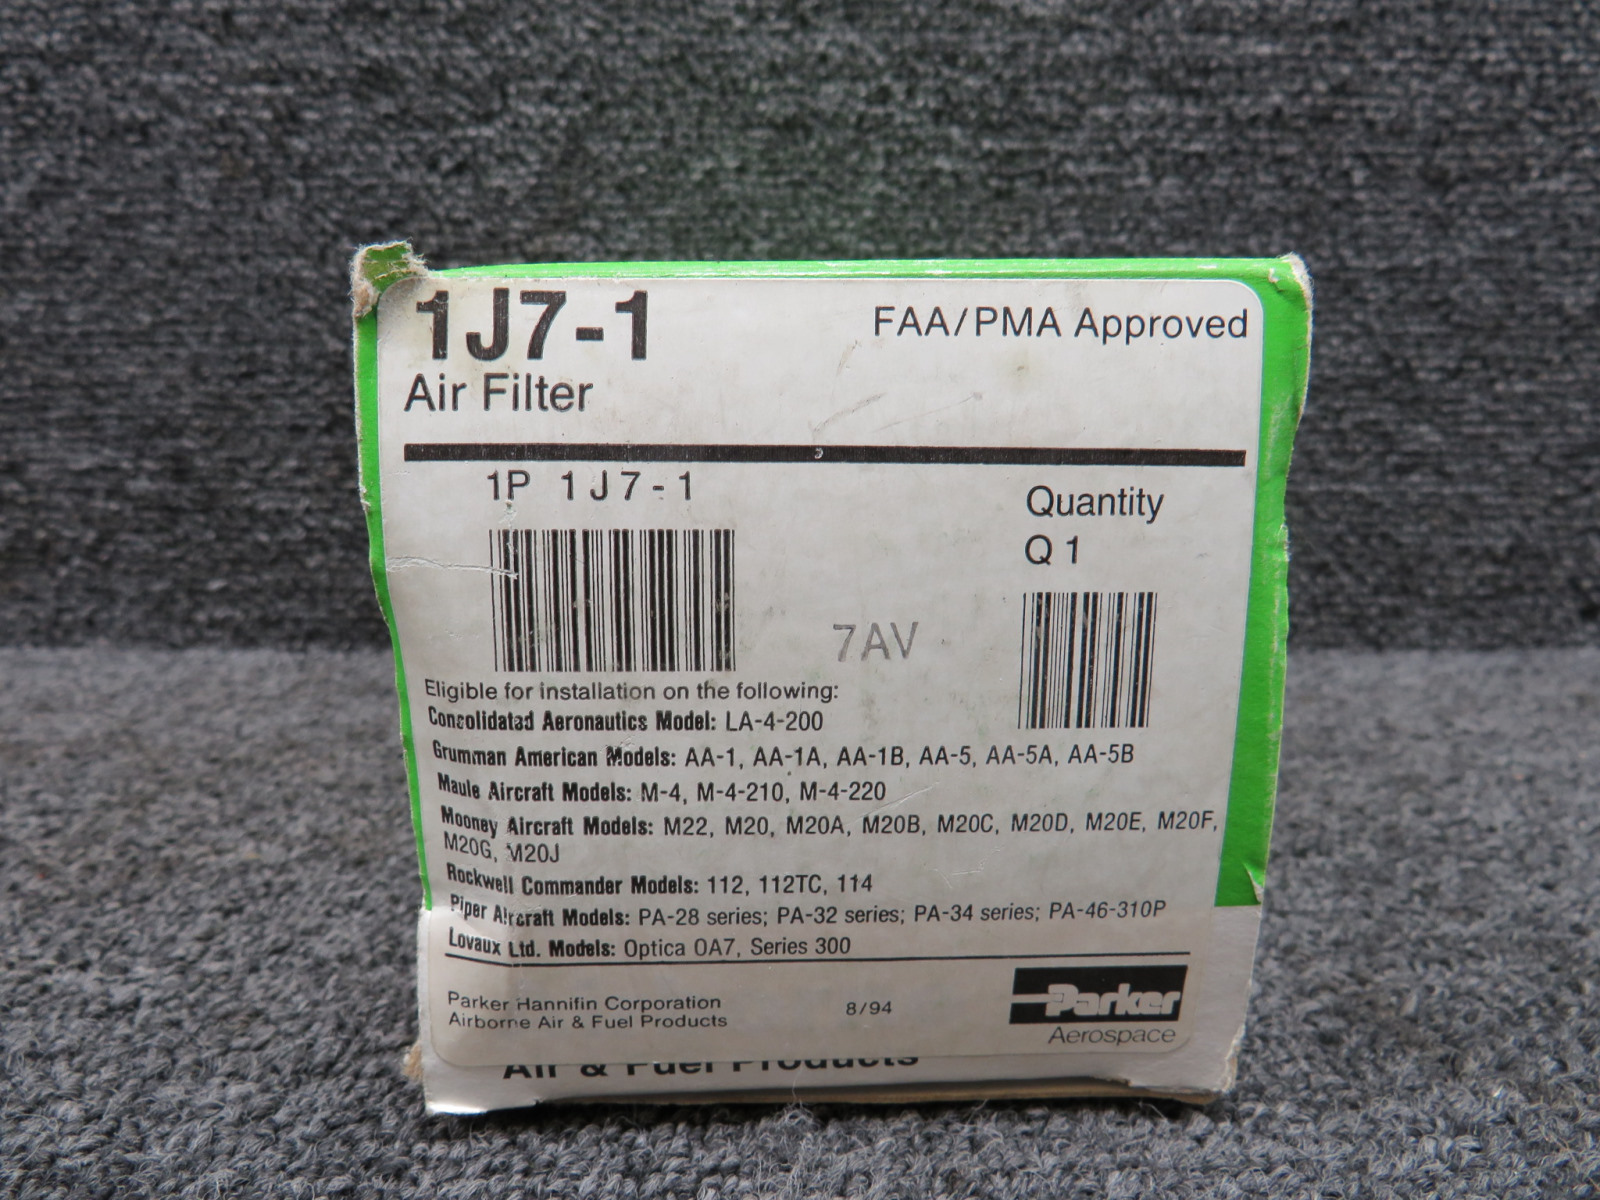 1J7-1
FAA/PMA Approved
Air Filter
1P 1J7-1
Quantity
Q 1
7AV
Eligible for installation on the following:
Consolidated Aeronautics Model: LA-4-200
Grumman American Models: AA-1, AA-1A, AA-1B, AA-5, AA-5A, AA-5B
Maule Aircraft Models: M-4, M-4-210, M-4-220
Mooney Aircraft Models: M22, M20, M20A, M20B, M20C, M20D, M20E, M20F,
M20G, M20J
Rockwell Commander Models: 112, 112TC, 114
Piper Aircraft Models: PA-28 series; PA-32 series; PA-34 series; PA-46-310P
Lovaux Ltd. Models: Optica OA7, Series 300
Parker Hannifin Corporation
Airborne Air & Fuel Products
8/94
Parker
Aerospace
Air & Fuel Products